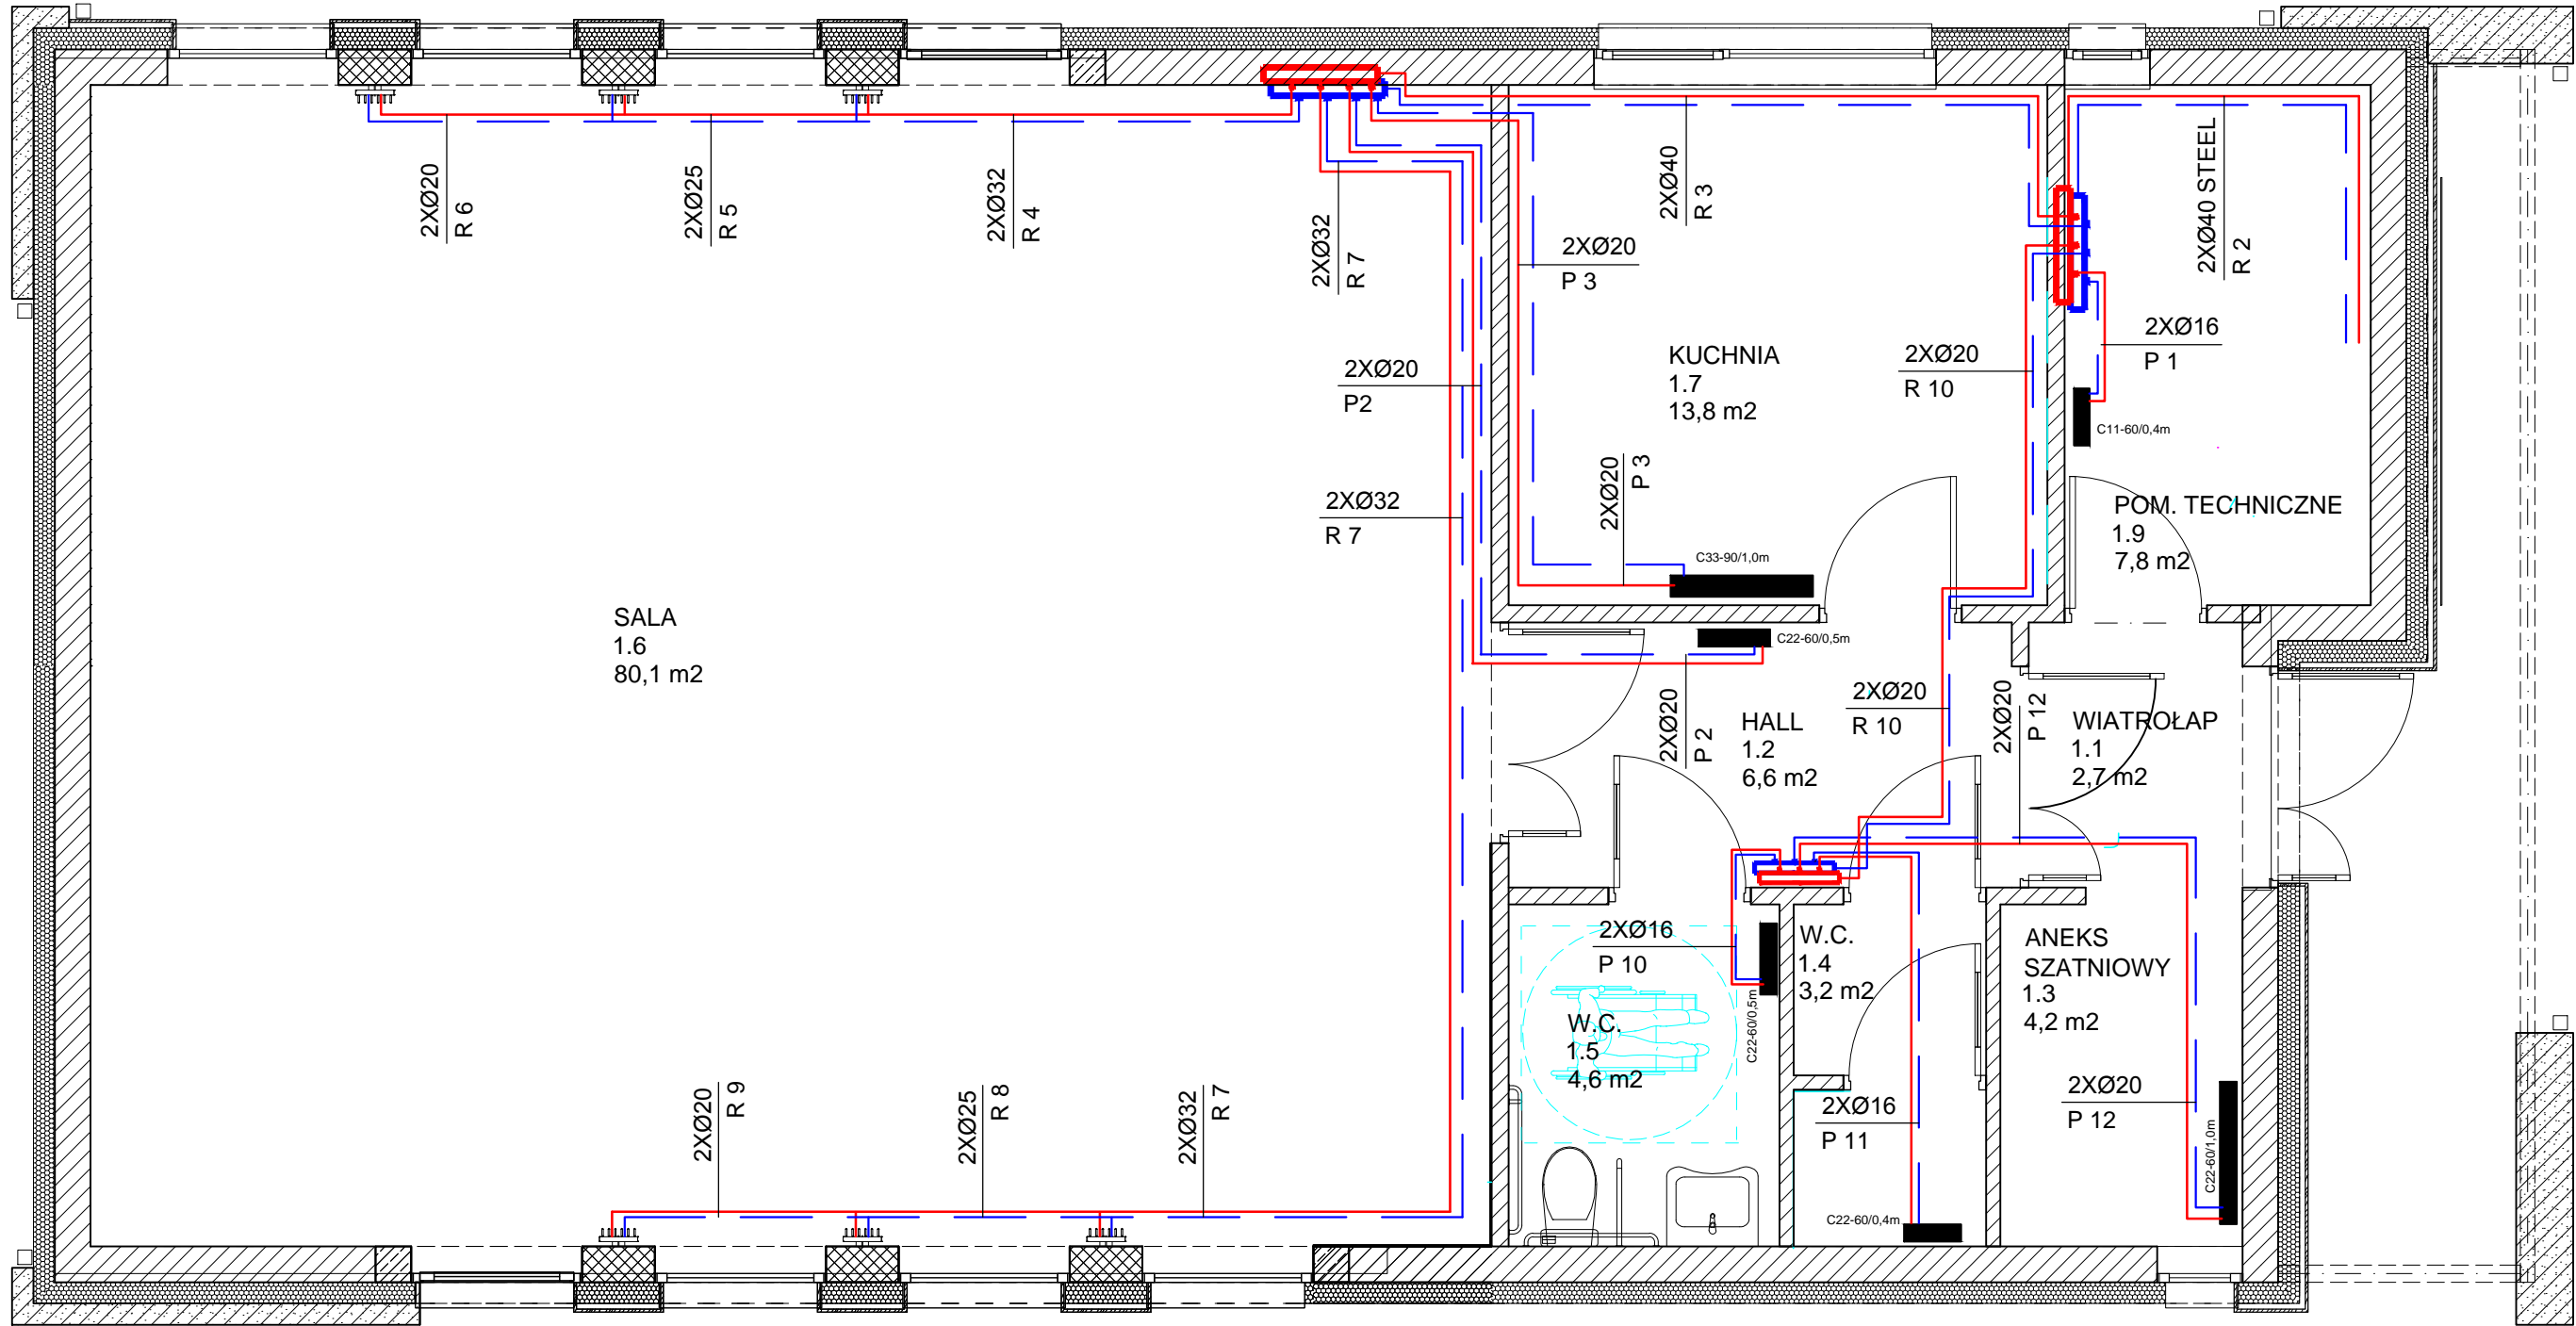 2XØ20
R 6
2XØ25
R 5
2XØ32
R 4
2XØ32
R 7
2XØ40
R 3
2XØ40 STEEL
R 2
2XØ20
P 3
2XØ16
P 1
KUCHNIA
1.7
13,8 m2
2XØ20
R 10
2XØ20
P2
C11-60/0,4m
2XØ20
P 3
2XØ32
R 7
POM. TECHNICZNE
1.9
7,8 m2
C33-90/1,0m
SALA
1.6
80,1 m2
C22-60/0,5m
2XØ20
P 2
HALL
1.2
6,6 m2
2XØ20
R 10
2XØ20
P 12
WIATROŁAP
1.1
2,7 m2
2XØ16
P 10
W.C.
1.4
3,2 m2
ANEKS
SZATNIOWY
1.3
4,2 m2
C22-60/0,5m
W.C.
1.5
4,6 m2
2XØ20
R 9
2XØ25
R 8
2XØ32
R 7
2XØ16
P 11
2XØ20
P 12
C22-60/1,0m
C22-60/0,4m